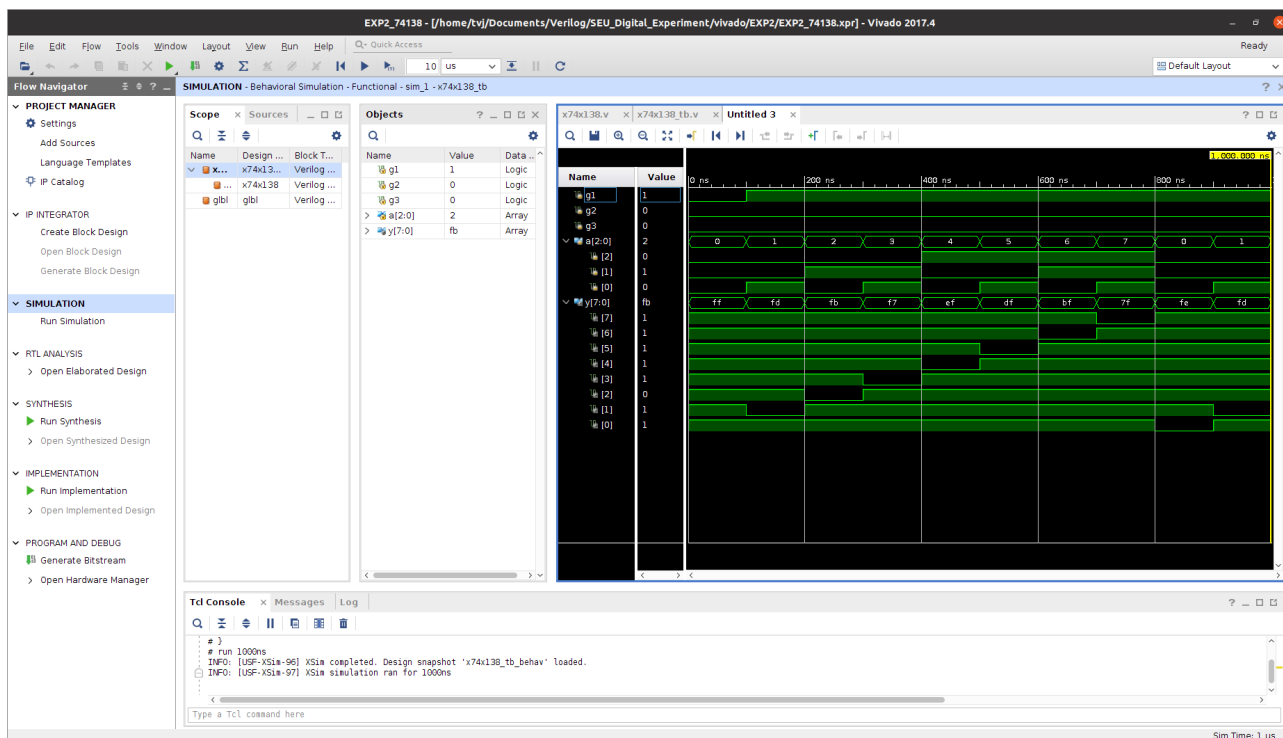 EXP2_74138 - [/home/tvj/Documents/Verilog/SEU_Digital_Experiment/vivado/EXP2/EXP2_74138.xpr] - Vivado 2017.4
File Edit Flow Tools Window Layout View Run Help Q- Quick Access Ready
10 us Default Layout
Flow Navigator
PROJECT MANAGER
Settings
Add Sources
Language Templates
IP Catalog
IP INTEGRATOR
Create Block Design
Open Block Design
Generate Block Design
SIMULATION
Run Simulation
RTL ANALYSIS
Open Elaborated Design
SYNTHESIS
Run Synthesis
Open Synthesized Design
IMPLEMENTATION
Run Implementation
Open Implemented Design
PROGRAM AND DEBUG
Generate Bitstream
Open Hardware Manager
SIMULATION - Behavioral Simulation - Functional - sim_1 - x74x138_tb
Scope Sources
Name Design ... Block T...
x... x74x13... Verilog ...
... x74x138 Verilog ...
glbl glbl Verilog ...
Objects
Name Value Data ..
g1 1 Logic
g2 0 Logic
g3 0 Logic
a[2:0] 2 Array
y[7:0] fb Array
x74x138.v x74x138_tb.v Untitled 3
1,000.000 ns
Name Value 0 ns 200 ns 400 ns 600 ns 800 ns
g1 1
g2 0
g3 0
a[2:0] 2 0 1 2 3 4 5 6 7 0 1
[2] 0
[1] 1
[0] 0
y[7:0] fb ff fd fb f7 ef df bf 7f fe fd
[7] 1
[6] 1
[5] 1
[4] 1
[3] 1
[2] 0
[1] 1
[0] 1
Tcl Console Messages Log
# }
# run 1000ns
INFO: [USF-XSim-96] XSim completed. Design snapshot 'x74x138_tb_behav' loaded.
INFO: [USF-XSim-97] XSim simulation ran for 1000ns
Type a Tcl command here
Sim Time: 1 us